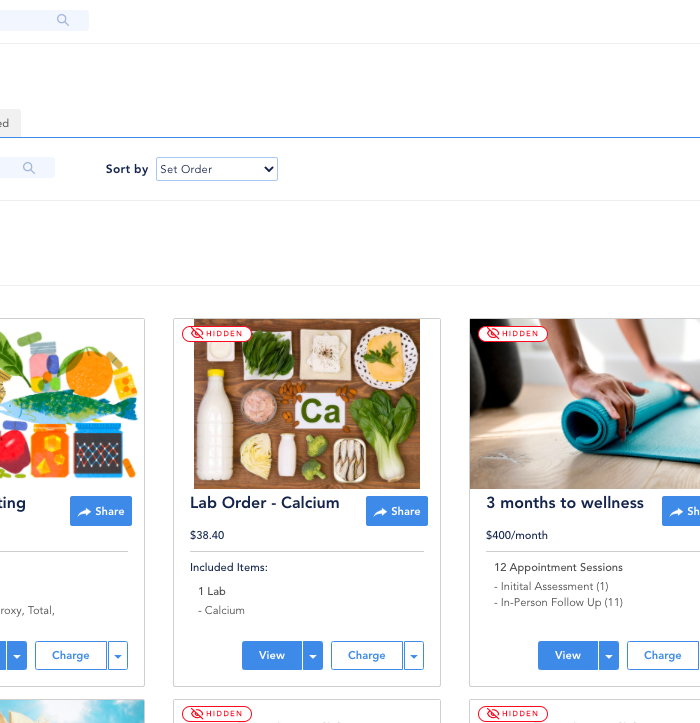 ed
Sort by Set Order
ting
Share
roxy, Total,
Charge
HIDDEN
Ca
Lab Order - Calcium
Share
$38.40
Included Items:
1 Lab
- Calcium
View
Charge
HIDDEN
3 months to wellness
Sh
$400/month
12 Appointment Sessions
- Initital Assessment (1)
- In-Person Follow Up (11)
View
Charge
HIDDEN
HIDDEN